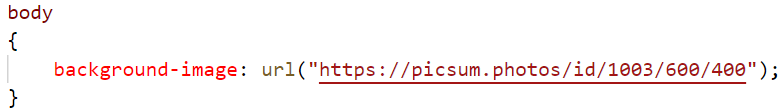 body
{
    background-image: url("https://picsum.photos/id/1003/600/400");
}